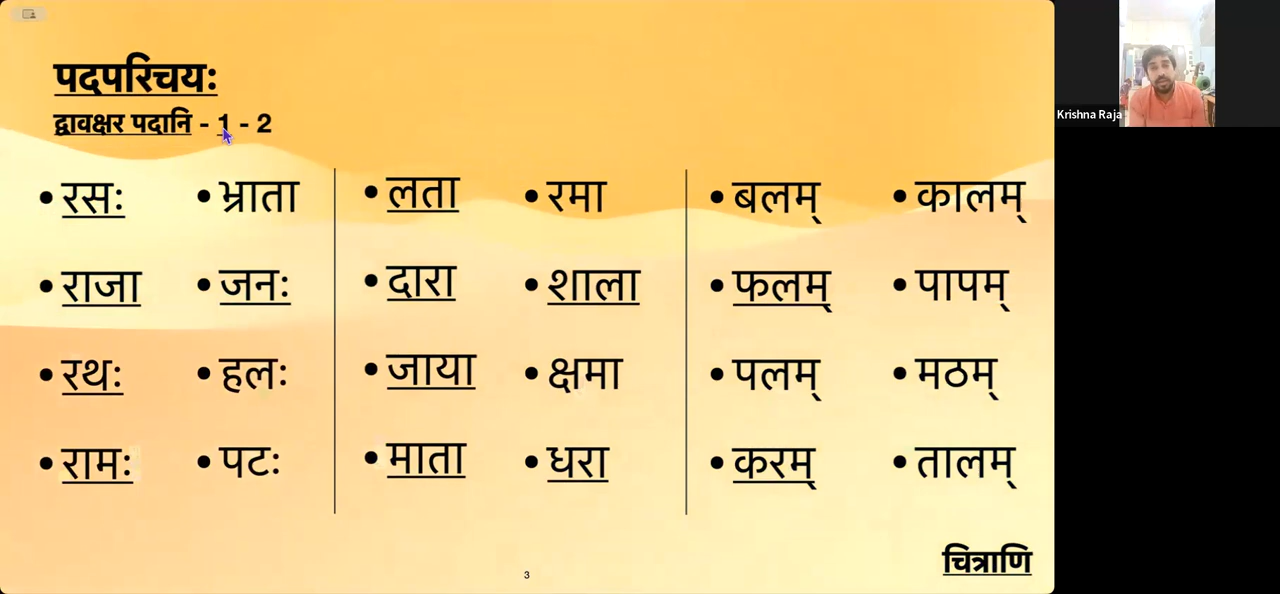 पदपरिचयः
द्वावक्षर पदानि - 1 - 2
• रसः • भ्राता • लता • रमा • बलम् • कालम्
• राजा • जनः • दारा • शाला • फलम् • पापम्
• रथः • हलः • जाया • क्षमा • पलम् • मठम्
• रामः • पटः • माता • धरा • करम् • तालम्
चित्राणि
3
Krishna Raja